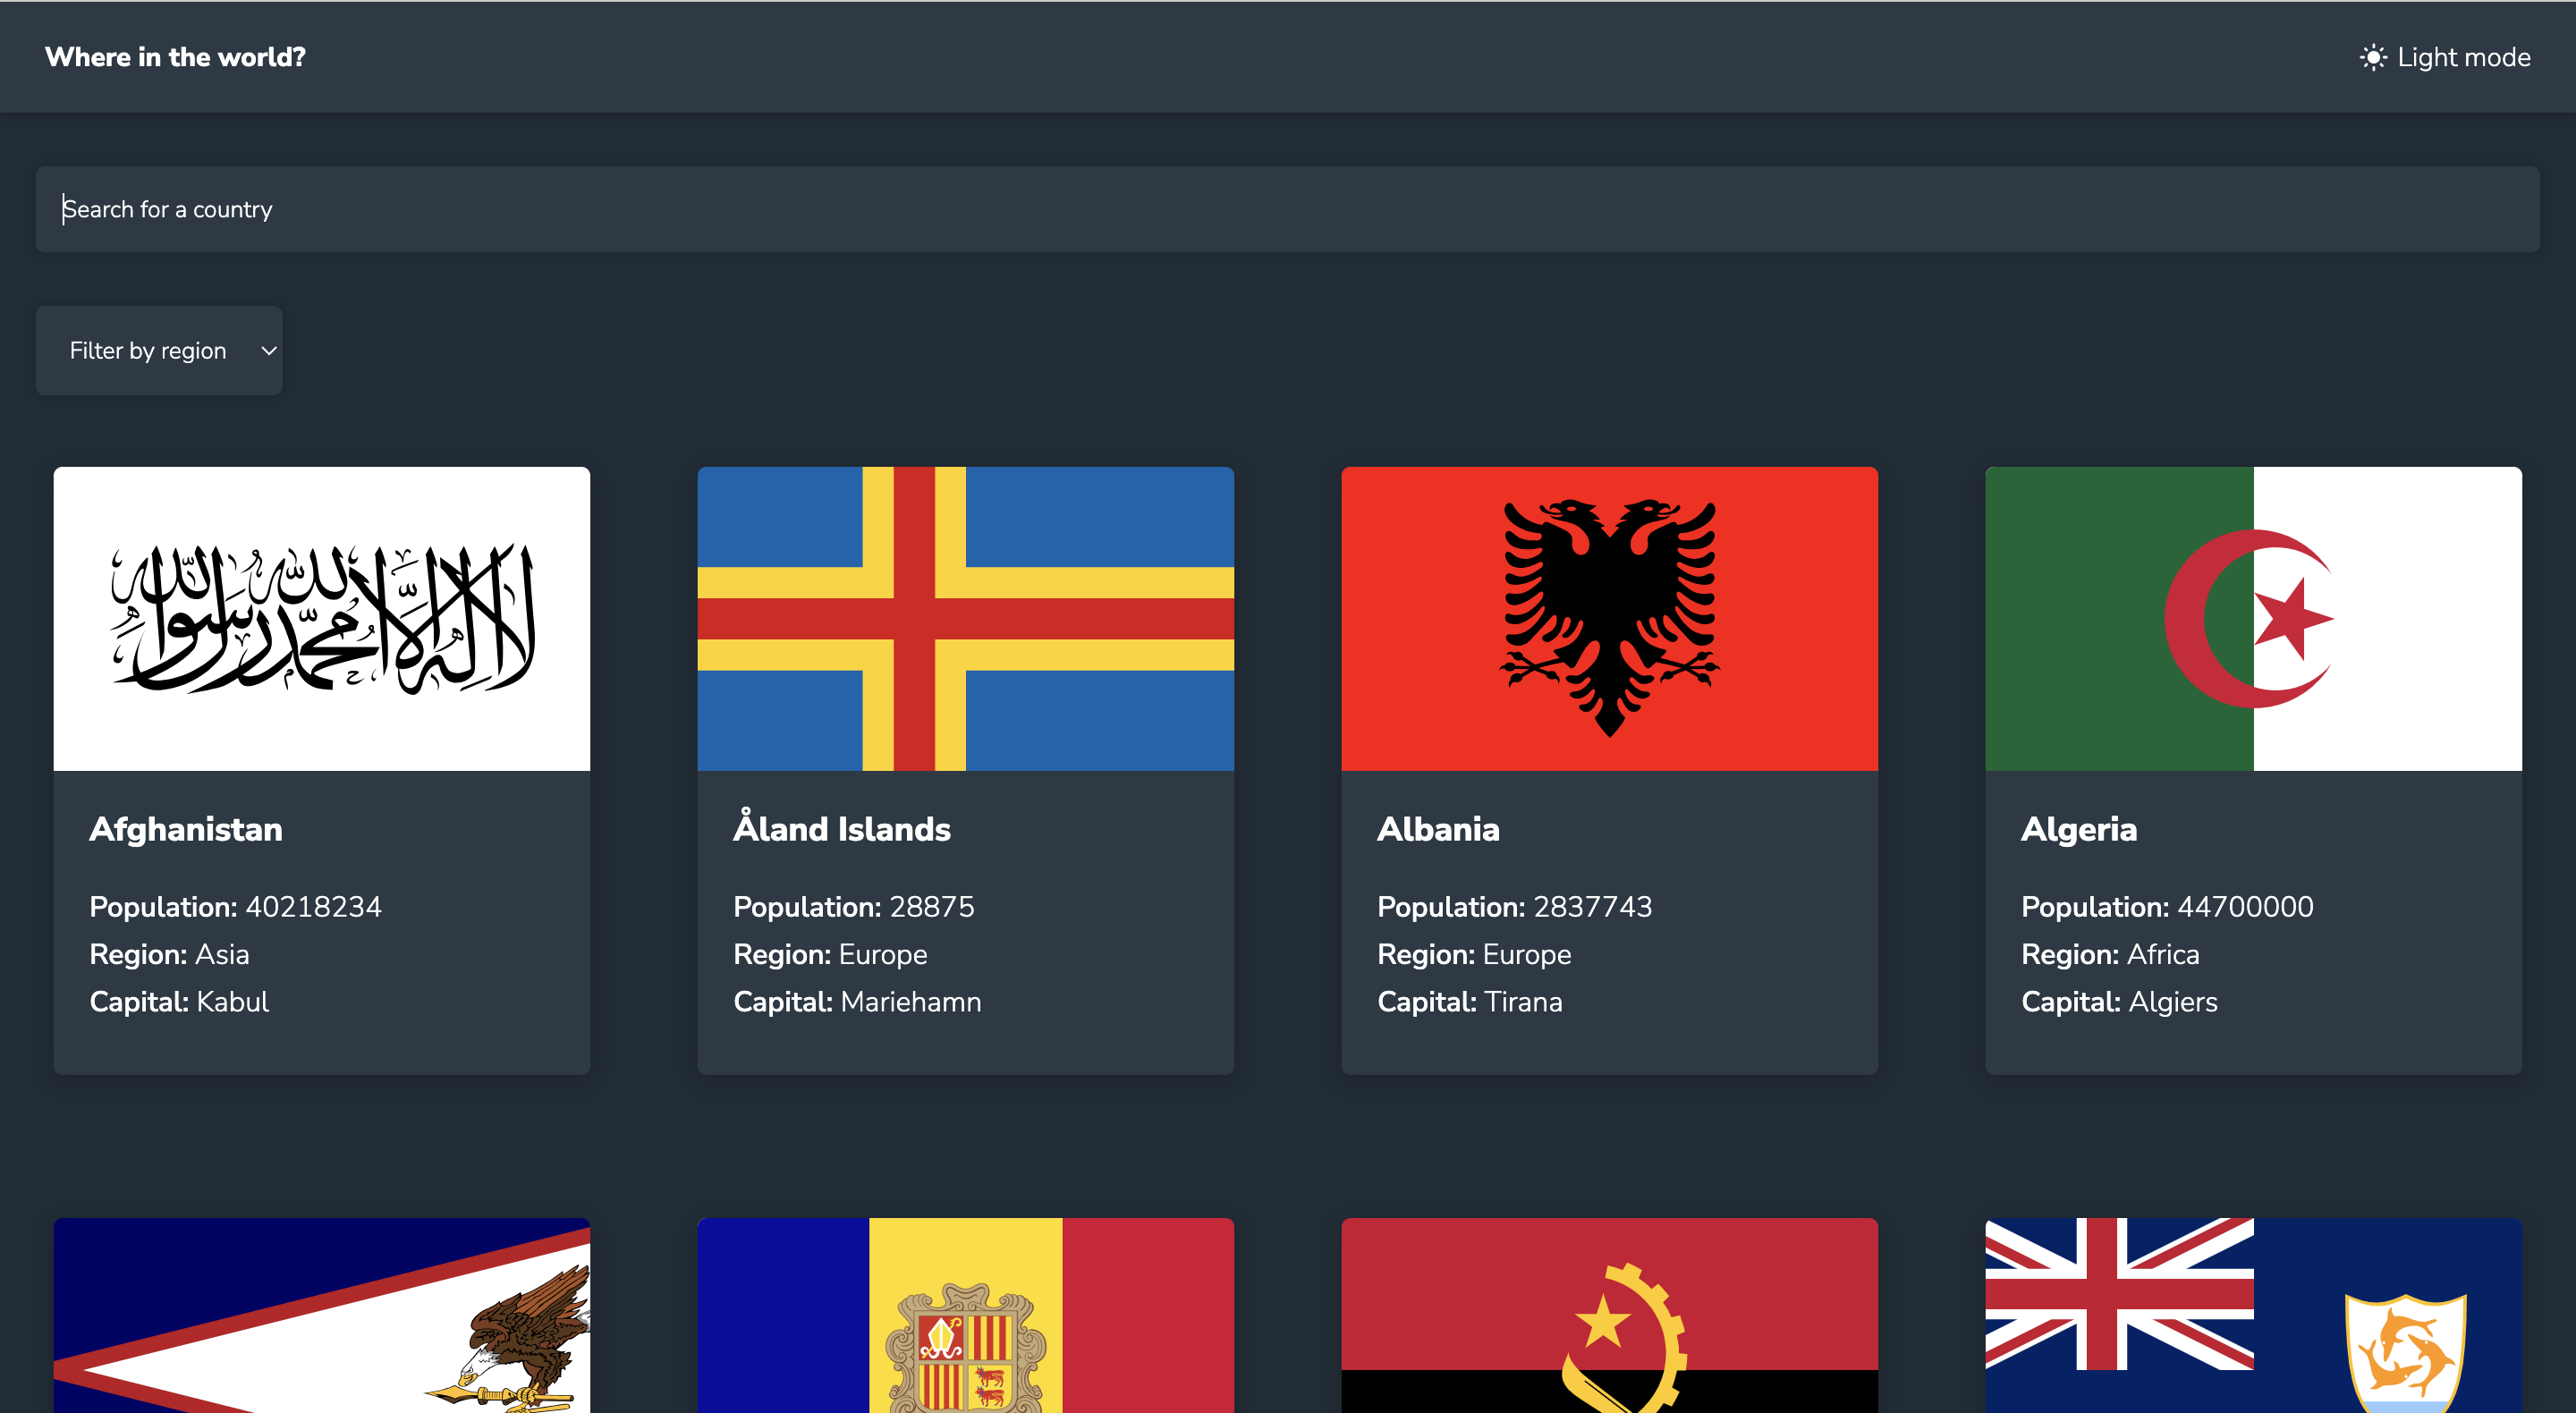 Where in the world?
Light mode
Search for a country
Filter by region
لا إله إلا الله محمد رسول الله
Afghanistan
Population: 40218234
Region: Asia
Capital: Kabul
Åland Islands
Population: 28875
Region: Europe
Capital: Mariehamn
Albania
Population: 2837743
Region: Europe
Capital: Tirana
Algeria
Population: 44700000
Region: Africa
Capital: Algiers